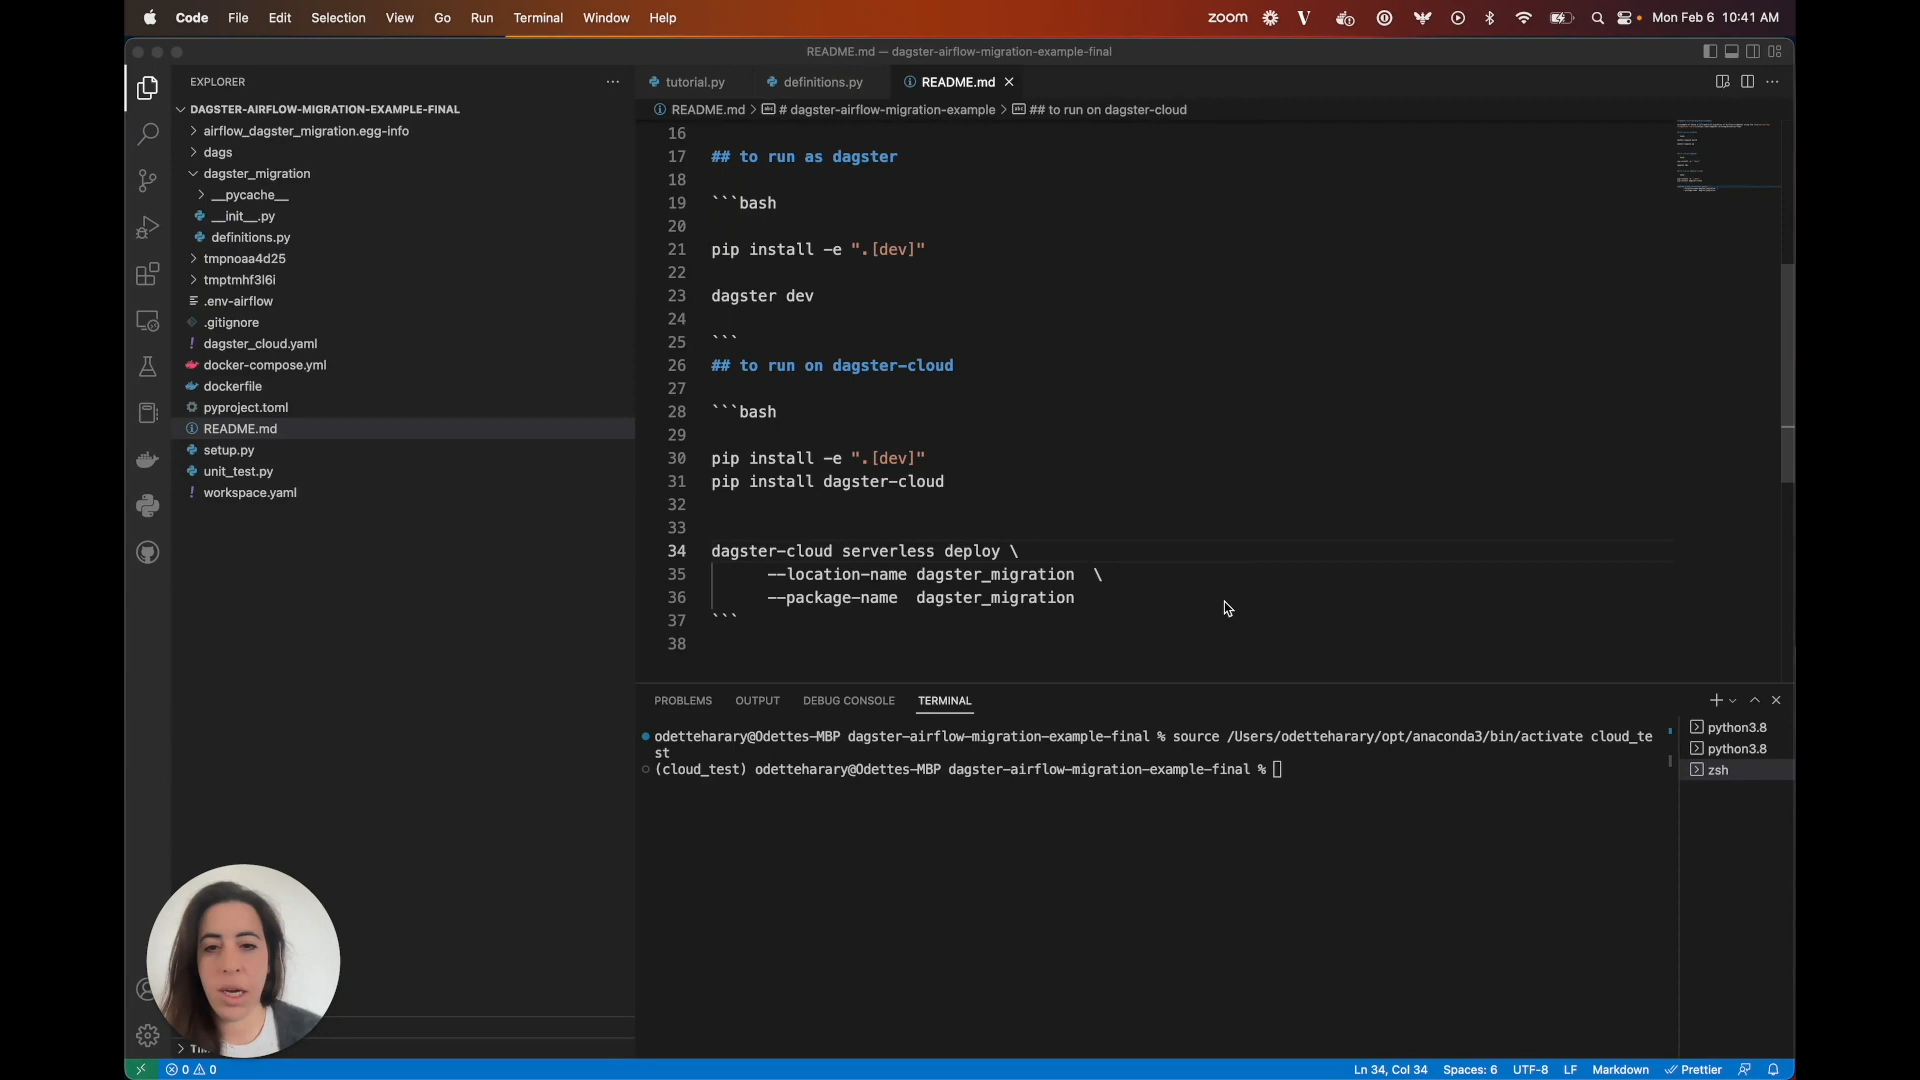 Code File Edit Selection View Go Run Terminal Window Help
zoom Mon Feb 6 10:41 AM
README.md — dagster-airflow-migration-example-final
EXPLORER
DAGSTER-AIRFLOW-MIGRATION-EXAMPLE-FINAL
airflow_dagster_migration.egg-info
dags
dagster_migration
__pycache__
__init__.py
definitions.py
tmpnoaa4d25
tmptmhf3l6i
.env-airflow
.gitignore
dagster_cloud.yaml
docker-compose.yml
dockerfile
pyproject.toml
README.md
setup.py
unit_test.py
workspace.yaml
tutorial.py definitions.py README.md
README.md > # dagster-airflow-migration-example > ## to run on dagster-cloud
16
17 ## to run as dagster
18
19 ```bash
20
21 pip install -e ".[dev]"
22
23 dagster dev
24
25 ```
26 ## to run on dagster-cloud
27
28 ```bash
29
30 pip install -e ".[dev]"
31 pip install dagster-cloud
32
33
34 dagster-cloud serverless deploy \
35 --location-name dagster_migration \
36 --package-name dagster_migration
37 ```
38
PROBLEMS OUTPUT DEBUG CONSOLE TERMINAL
odetteharary@Odettes-MBP dagster-airflow-migration-example-final % source /Users/odetteharary/opt/anaconda3/bin/activate cloud_te
st
(cloud_test) odetteharary@Odettes-MBP dagster-airflow-migration-example-final %
python3.8
python3.8
zsh
0 0
Ln 34, Col 34 Spaces: 6 UTF-8 LF Markdown Prettier